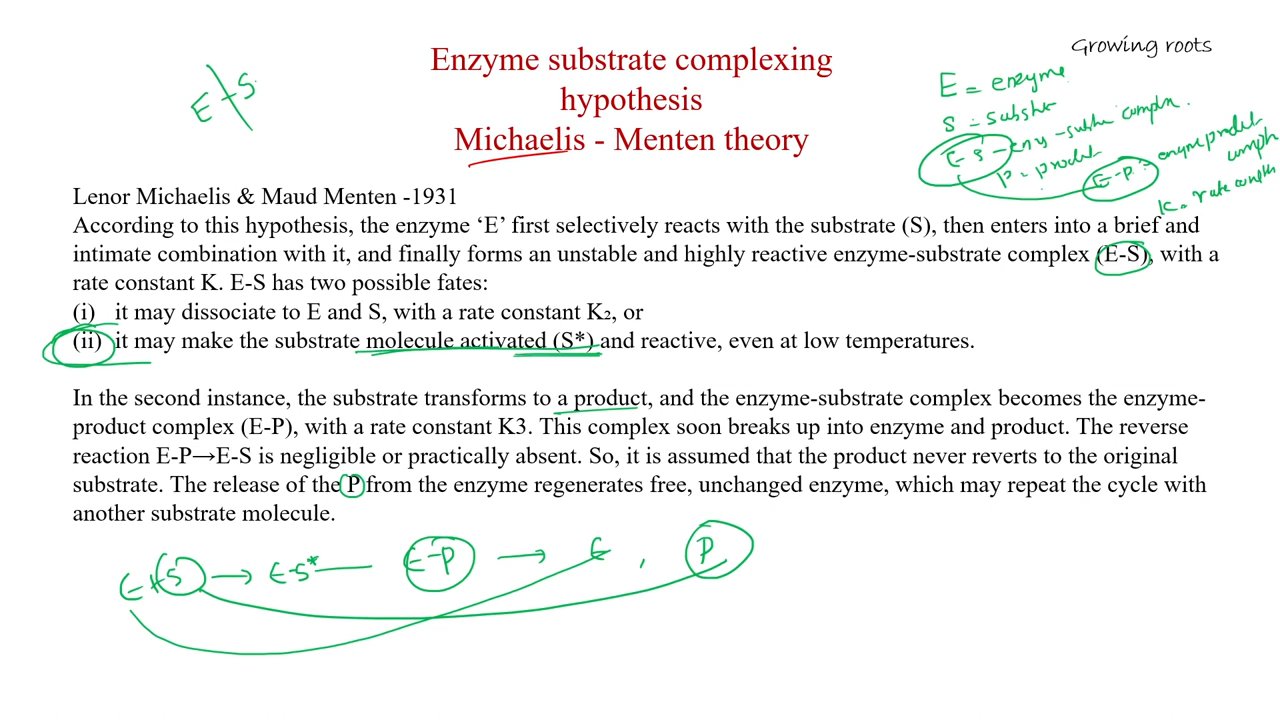 Growing roots
Enzyme substrate complexing
hypothesis
Michaelis - Menten theory
E+S
E = enzyme
S =
E-S -
P =
E-P - enzyme
K = rate
Lenor Michaelis & Maud Menten -1931
According to this hypothesis, the enzyme ‘E’ first selectively reacts with the substrate (S), then enters into a brief and
intimate combination with it, and finally forms an unstable and highly reactive enzyme-substrate complex (E-S), with a
rate constant K. E-S has two possible fates:
(i) it may dissociate to E and S, with a rate constant K₂, or
(ii) it may make the substrate molecule activated (S*) and reactive, even at low temperatures.
In the second instance, the substrate transforms to a product, and the enzyme-substrate complex becomes the enzyme-
product complex (E-P), with a rate constant K3. This complex soon breaks up into enzyme and product. The reverse
reaction E-P→E-S is negligible or practically absent. So, it is assumed that the product never reverts to the original
substrate. The release of the P from the enzyme regenerates free, unchanged enzyme, which may repeat the cycle with
another substrate molecule.
E+S → E-S* — E-P → E , P